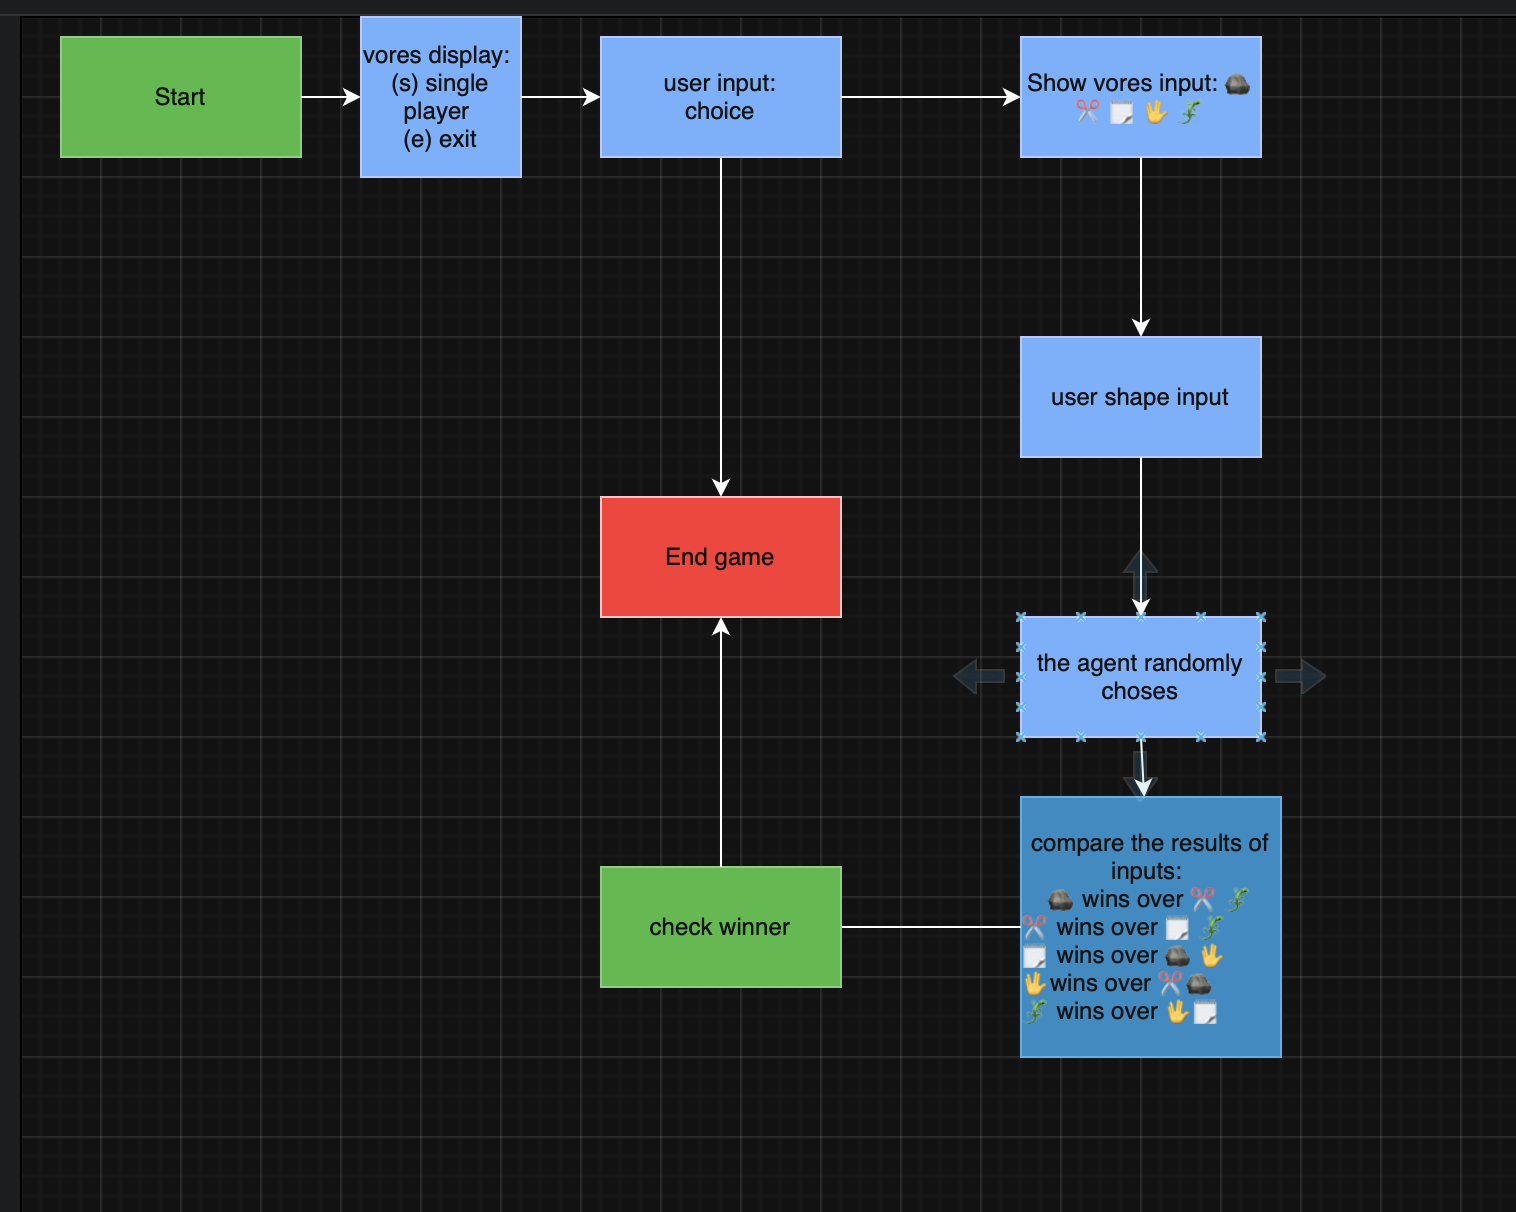 Start
vores display:
(s) single
player
(e) exit
user input:
choice
Show vores input: 🪨
✂️ 🗒️ 🖖 🦎
user shape input
End game
the agent randomly
choses
compare the results of
inputs:
🪨 wins over ✂️ 🦎
✂️ wins over 🗒️ 🦎
🗒️ wins over 🪨 🖖
🖖wins over ✂️🪨
🦎 wins over 🖖🗒️
check winner